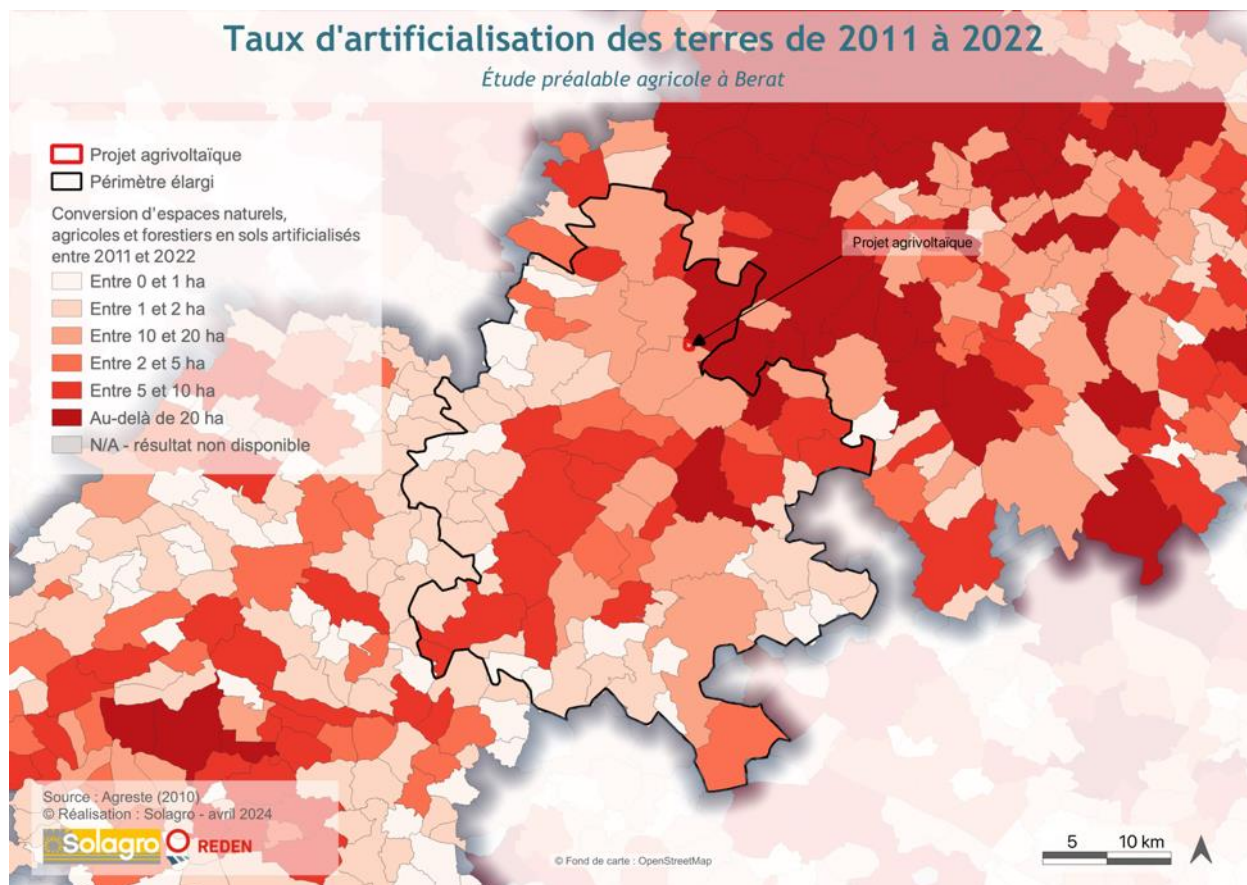 Taux d'artificialisation des terres de 2011 à 2022
Étude préalable agricole à Berat
Projet agrivoltaïque
Périmètre élargi
Conversion d'espaces naturels,
agricoles et forestiers en sols artificialisés
entre 2011 et 2022
Entre 0 et 1 ha
Entre 1 et 2 ha
Entre 10 et 20 ha
Entre 2 et 5 ha
Entre 5 et 10 ha
Au-delà de 20 ha
N/A - résultat non disponible
Projet agrivoltaïque
Source : Agreste (2010)
© Réalisation : Solagro - avril 2024
Solagro REDEN
© Fond de carte : OpenStreetMap
5 10 km